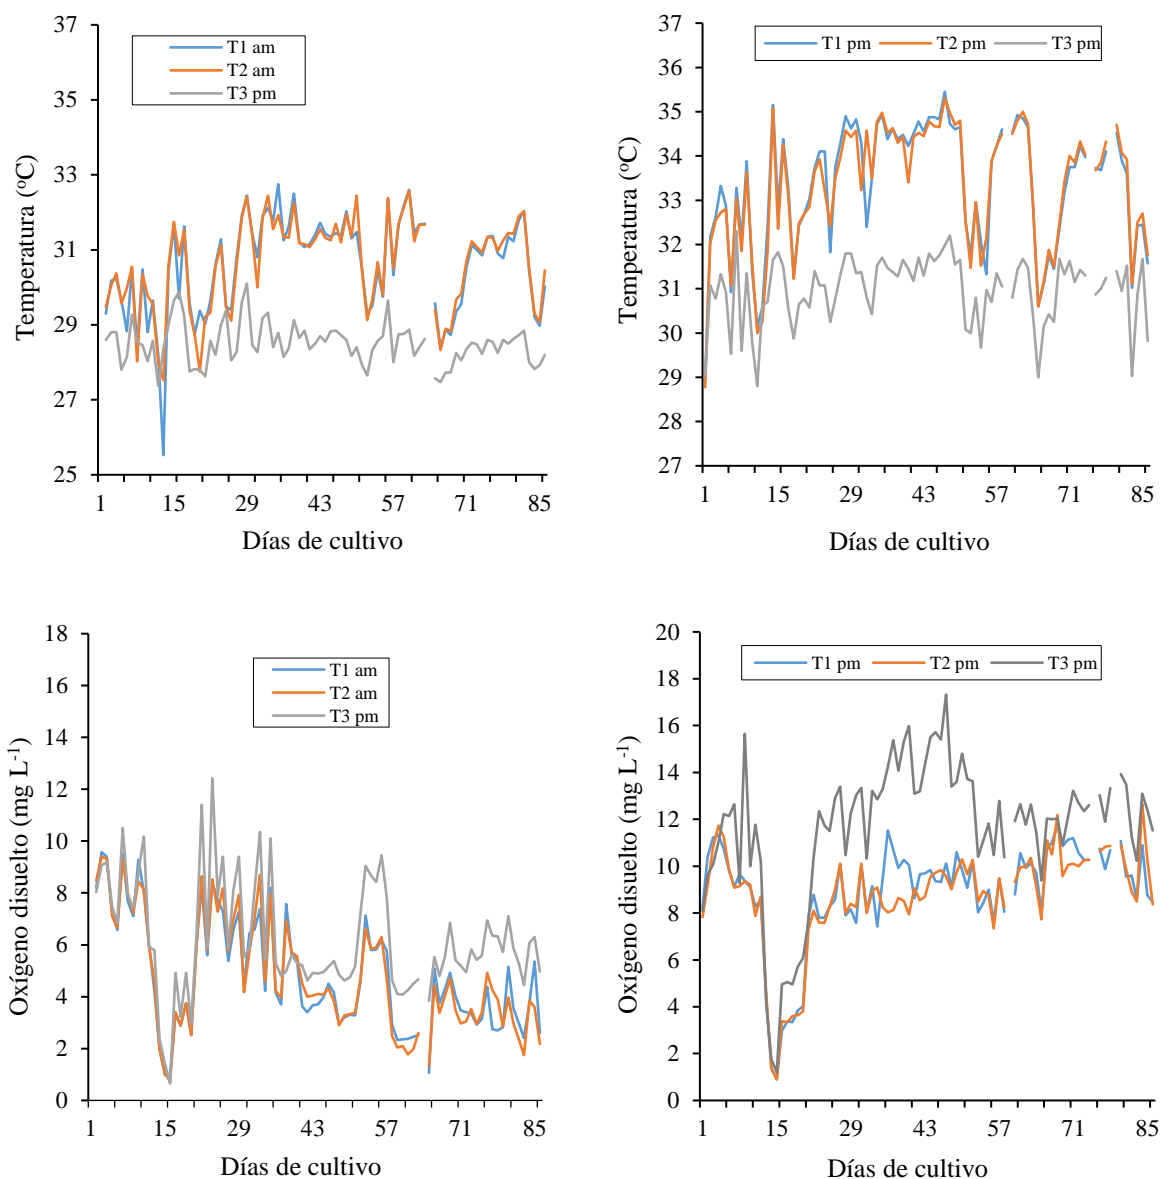 37
35
33
31
29
27
25
Temperatura (ºC)
T1 am
T2 am
T3 pm
1 15 29 43 57 71 85
Días de cultivo
37
36
35
34
33
32
31
30
29
28
27
Temperatura (ºC)
T1 pm T2 pm T3 pm
1 15 29 43 57 71 85
Días de cultivo
18
16
14
12
10
8
6
4
2
0
Oxígeno disuelto (mg L-1)
T1 am
T2 am
T3 pm
1 15 29 43 57 71 85
Días de cultivo
20
18
16
14
12
10
8
6
4
2
0
Oxígeno disuelto (mg L-1)
T1 pm T2 pm T3 pm
1 15 29 43 57 71 85
Días de cultivo